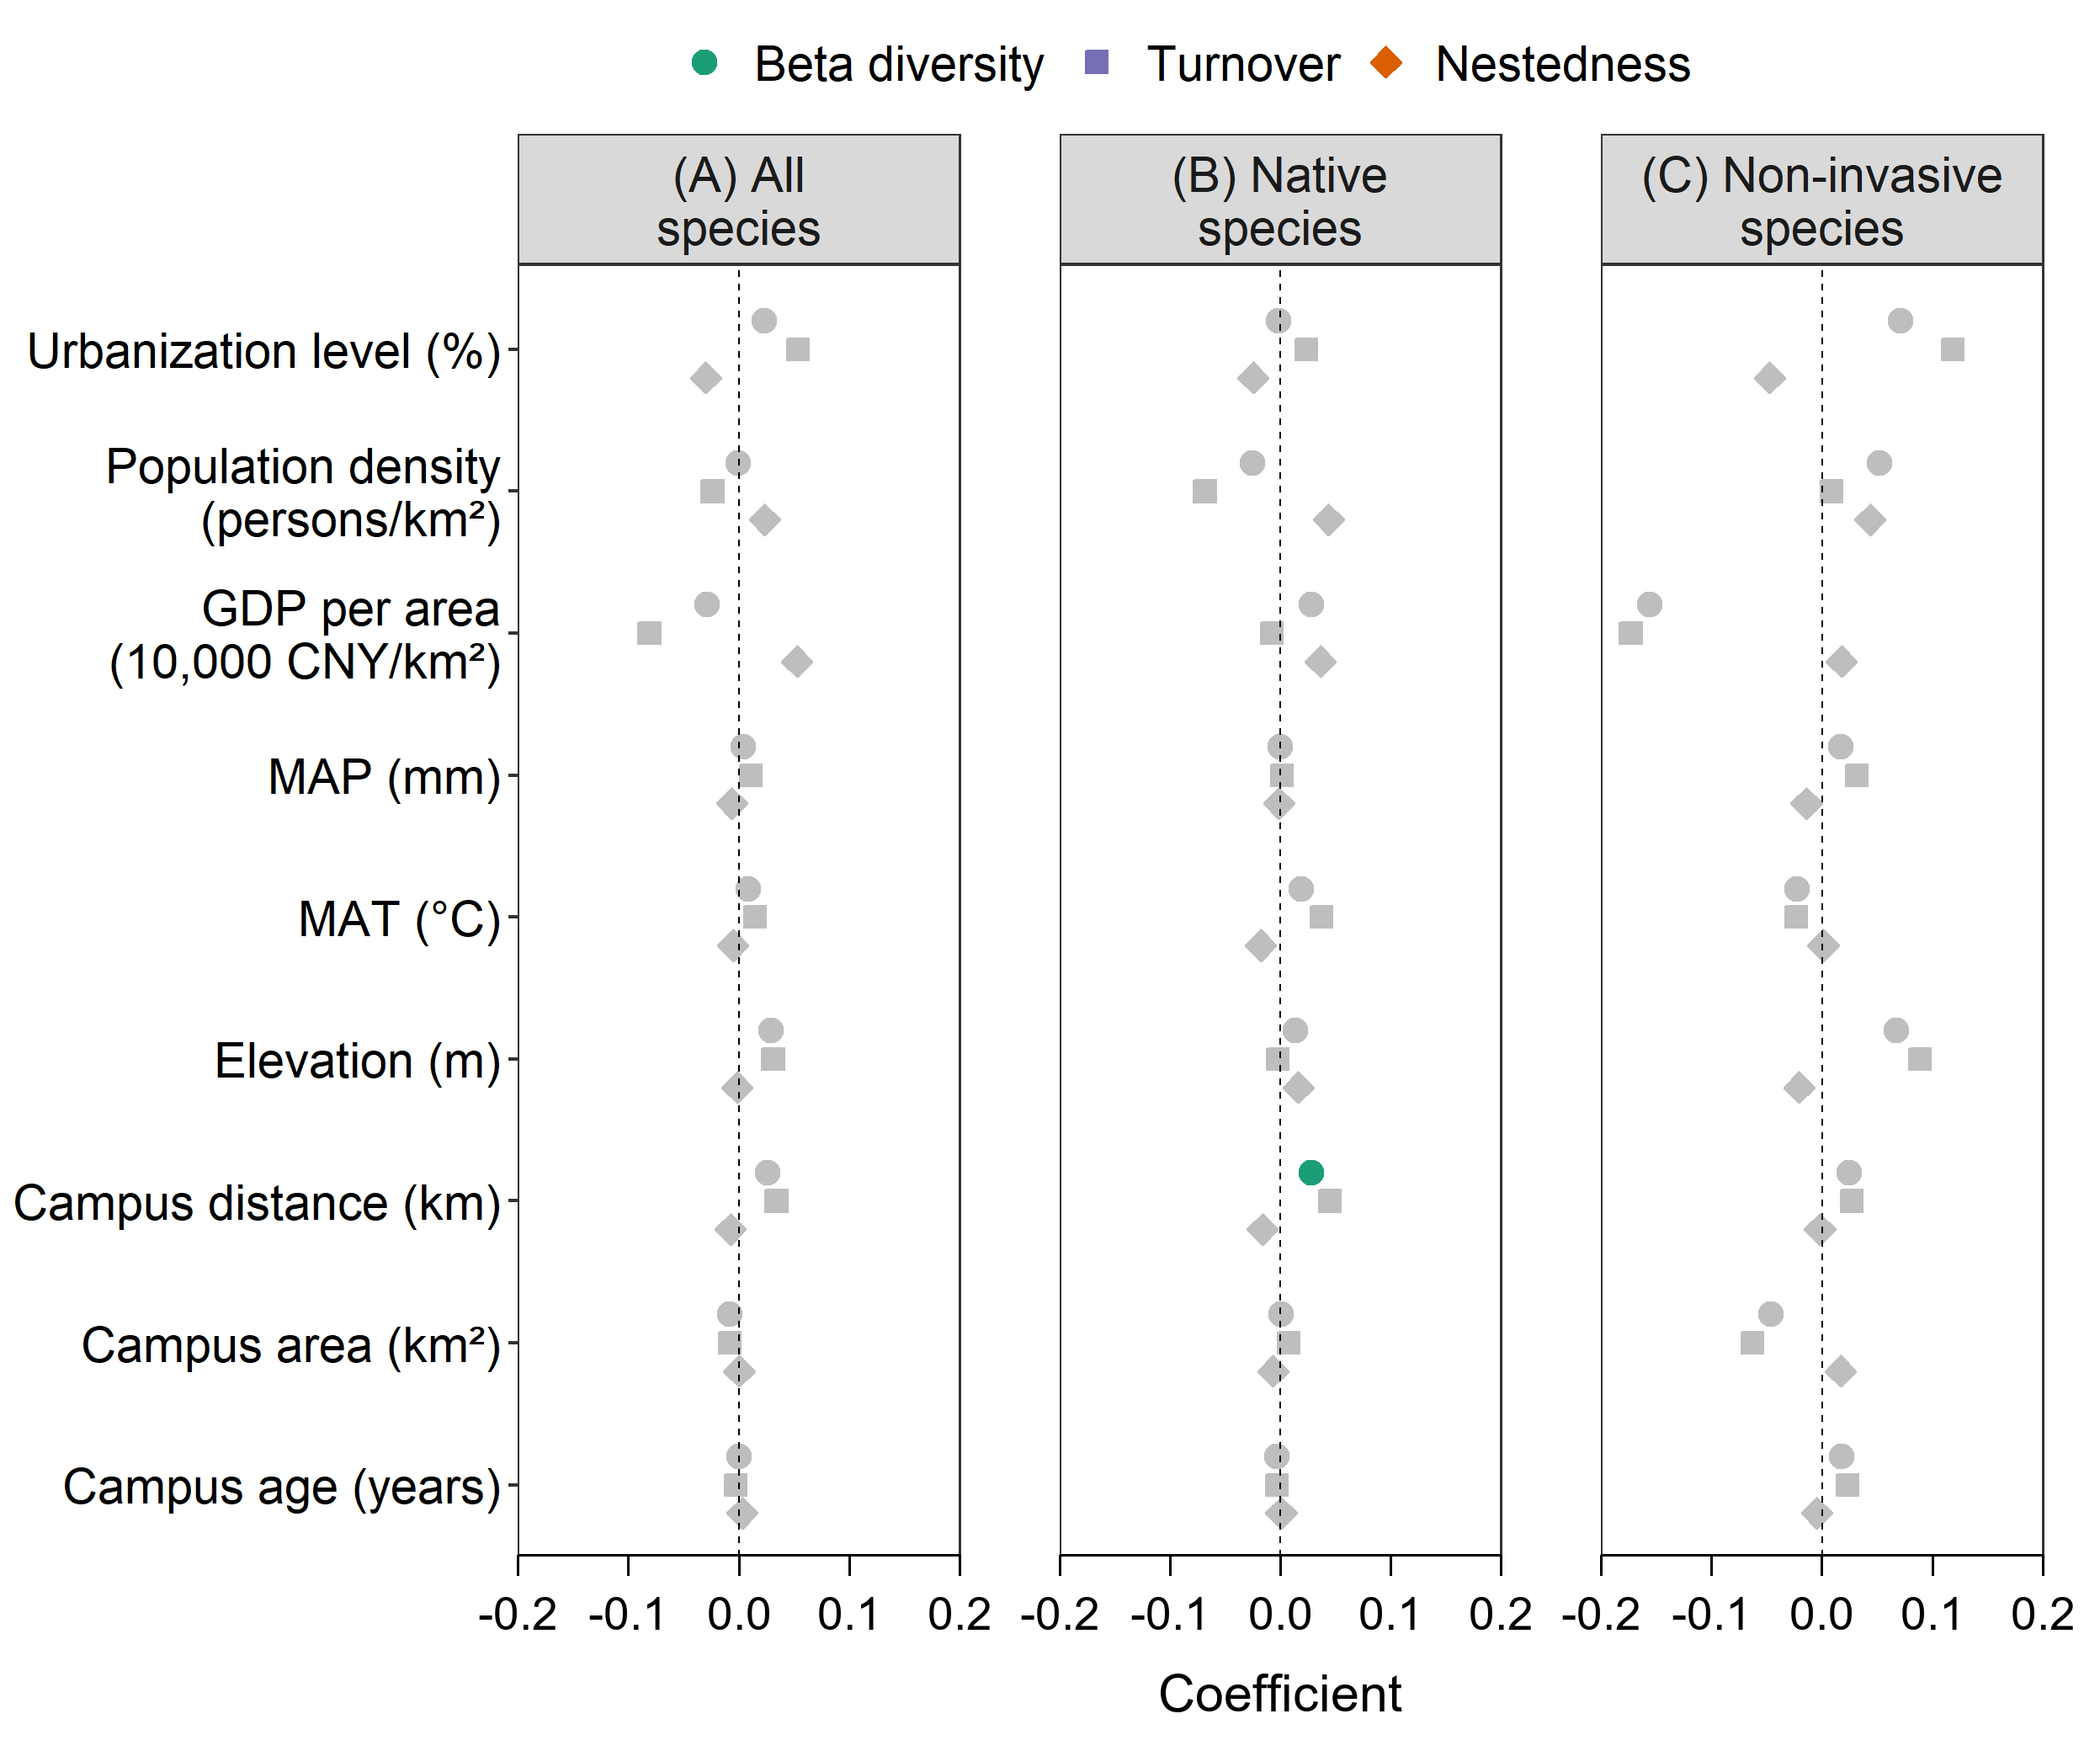 Beta diversity Turnover Nestedness
(A) All
species
(B) Native
species
(C) Non-invasive
species
Urbanization level (%)
Population density
(persons/km²)
GDP per area
(10,000 CNY/km²)
MAP (mm)
MAT (°C)
Elevation (m)
Campus distance (km)
Campus area (km²)
Campus age (years)
-0.2 -0.1 0.0 0.1 0.2 -0.2 -0.1 0.0 0.1 0.2 -0.2 -0.1 0.0 0.1 0.2
Coefficient